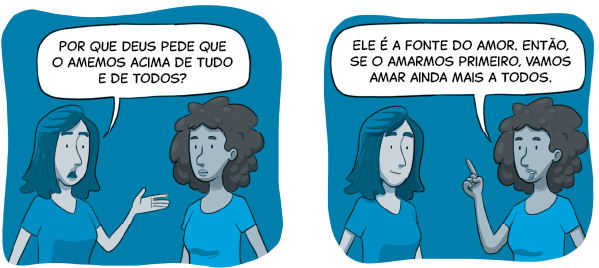 POR QUE DEUS PEDE QUE
O AMEMOS ACIMA DE TUDO
E DE TODOS?
ELE É A FONTE DO AMOR. ENTÃO,
SE O AMARMOS PRIMEIRO, VAMOS
AMAR AINDA MAIS A TODOS.